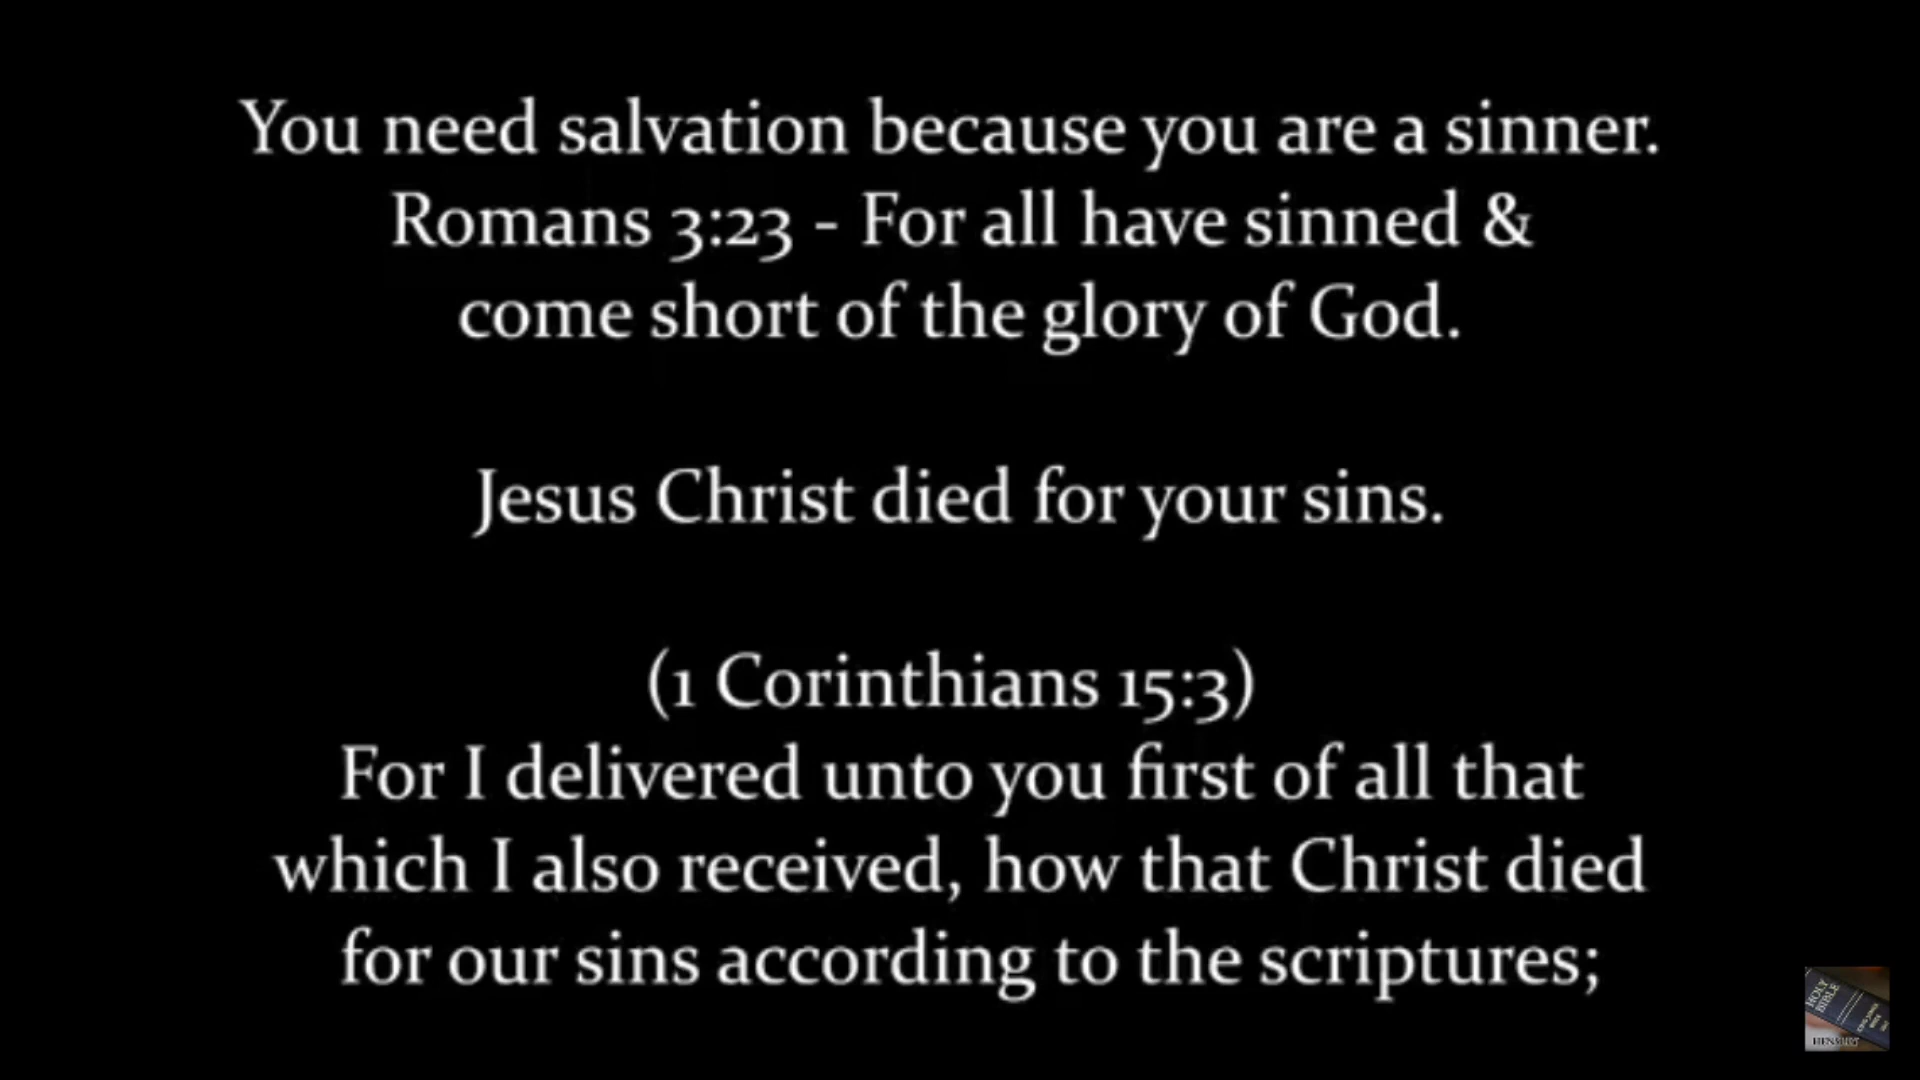 You need salvation because you are a sinner.
Romans 3:23 - For all have sinned &
come short of the glory of God.
Jesus Christ died for your sins.
(1 Corinthians 15:3)
For I delivered unto you first of all that
which I also received, how that Christ died
for our sins according to the scriptures;
HOLY
BIBLE